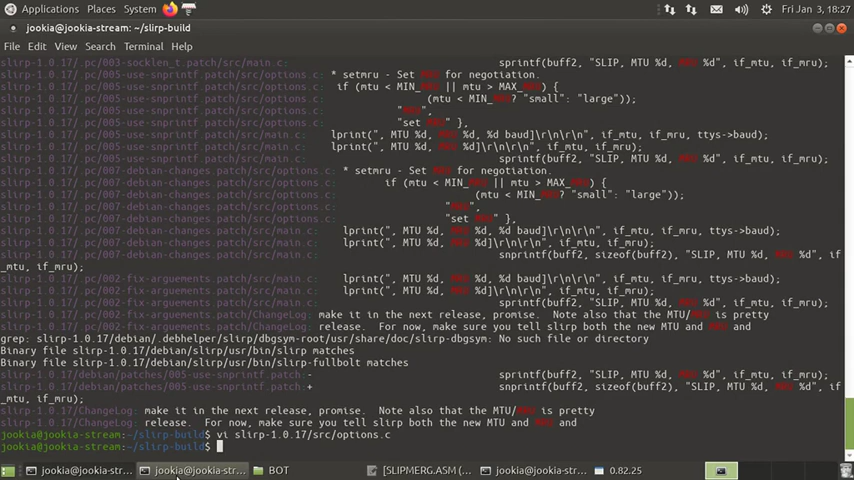 Applications Places System Fri Jan 3, 18:27
jookia@jookia-stream: ~/slirp-build
File Edit View Search Terminal Help
slirp-1.0.17/.pc/003-socklen_t.patch/src/main.c: sprintf(buff2, "SLIP, MTU %d, MRU %d", if_mtu, if_mru);
slirp-1.0.17/.pc/005-use-snprintf.patch/src/options.c: * setmru - Set MRU for negotiation.
slirp-1.0.17/.pc/005-use-snprintf.patch/src/options.c: if (mtu < MIN_MRU || mtu > MAX_MRU) {
slirp-1.0.17/.pc/005-use-snprintf.patch/src/options.c: (mtu < MIN_MRU? "small": "large"));
slirp-1.0.17/.pc/005-use-snprintf.patch/src/options.c: "MRU",
slirp-1.0.17/.pc/005-use-snprintf.patch/src/options.c: "set MRU" },
slirp-1.0.17/.pc/005-use-snprintf.patch/src/main.c: lprint(", MTU %d, MRU %d, %d baud]\r\n\r\n", if_mtu, if_mru, ttys->baud);
slirp-1.0.17/.pc/005-use-snprintf.patch/src/main.c: lprint(", MTU %d, MRU %d]\r\n\r\n", if_mtu, if_mru);
slirp-1.0.17/.pc/005-use-snprintf.patch/src/main.c: sprintf(buff2, "SLIP, MTU %d, MRU %d", if_mtu, if_mru);
slirp-1.0.17/.pc/007-debian-changes.patch/src/options.c: * setmru - Set MRU for negotiation.
slirp-1.0.17/.pc/007-debian-changes.patch/src/options.c: if (mtu < MIN_MRU || mtu > MAX_MRU) {
slirp-1.0.17/.pc/007-debian-changes.patch/src/options.c: (mtu < MIN_MRU? "small": "large"));
slirp-1.0.17/.pc/007-debian-changes.patch/src/options.c: "MRU",
slirp-1.0.17/.pc/007-debian-changes.patch/src/options.c: "set MRU" },
slirp-1.0.17/.pc/007-debian-changes.patch/src/main.c: lprint(", MTU %d, MRU %d, %d baud]\r\n\r\n", if_mtu, if_mru, ttys->baud);
slirp-1.0.17/.pc/007-debian-changes.patch/src/main.c: lprint(", MTU %d, MRU %d]\r\n\r\n", if_mtu, if_mru);
slirp-1.0.17/.pc/007-debian-changes.patch/src/main.c: snprintf(buff2, sizeof(buff2), "SLIP, MTU %d, MRU %d", if
_mtu, if_mru);
slirp-1.0.17/.pc/002-fix-arguements.patch/src/main.c: lprint(", MTU %d, MRU %d, %d baud]\r\n\r\n", if_mtu, if_mru, ttys->baud);
slirp-1.0.17/.pc/002-fix-arguements.patch/src/main.c: lprint(", MTU %d, MRU %d]\r\n\r\n", if_mtu, if_mru);
slirp-1.0.17/.pc/002-fix-arguements.patch/src/main.c: sprintf(buff2, "SLIP, MTU %d, MRU %d", if_mtu, if_mru);
slirp-1.0.17/.pc/002-fix-arguements.patch/ChangeLog: make it in the next release, promise. Note also that the MTU/MRU is pretty
slirp-1.0.17/.pc/002-fix-arguements.patch/ChangeLog: release. For now, make sure you tell slirp both the new MTU and MRU and
grep: slirp-1.0.17/debian/.debhelper/slirp/dbgsym-root/usr/share/doc/slirp-dbgsym: No such file or directory
Binary file slirp-1.0.17/debian/slirp/usr/bin/slirp matches
Binary file slirp-1.0.17/debian/slirp/usr/bin/slirp-fullbolt matches
slirp-1.0.17/debian/patches/005-use-snprintf.patch:- sprintf(buff2, "SLIP, MTU %d, MRU %d", if_mtu, if_mru);
slirp-1.0.17/debian/patches/005-use-snprintf.patch:+ snprintf(buff2, sizeof(buff2), "SLIP, MTU %d, MRU %d", if
_mtu, if_mru);
slirp-1.0.17/ChangeLog: make it in the next release, promise. Note also that the MTU/MRU is pretty
slirp-1.0.17/ChangeLog: release. For now, make sure you tell slirp both the new MTU and MRU and
jookia@jookia-stream:~/slirp-build$ vi slirp-1.0.17/src/options.c
jookia@jookia-stream:~/slirp-build$
jookia@jookia-stre... jookia@jookia-str... BOT [SLIPMERG.ASM (... jookia@jookia-stre... 0.82.25